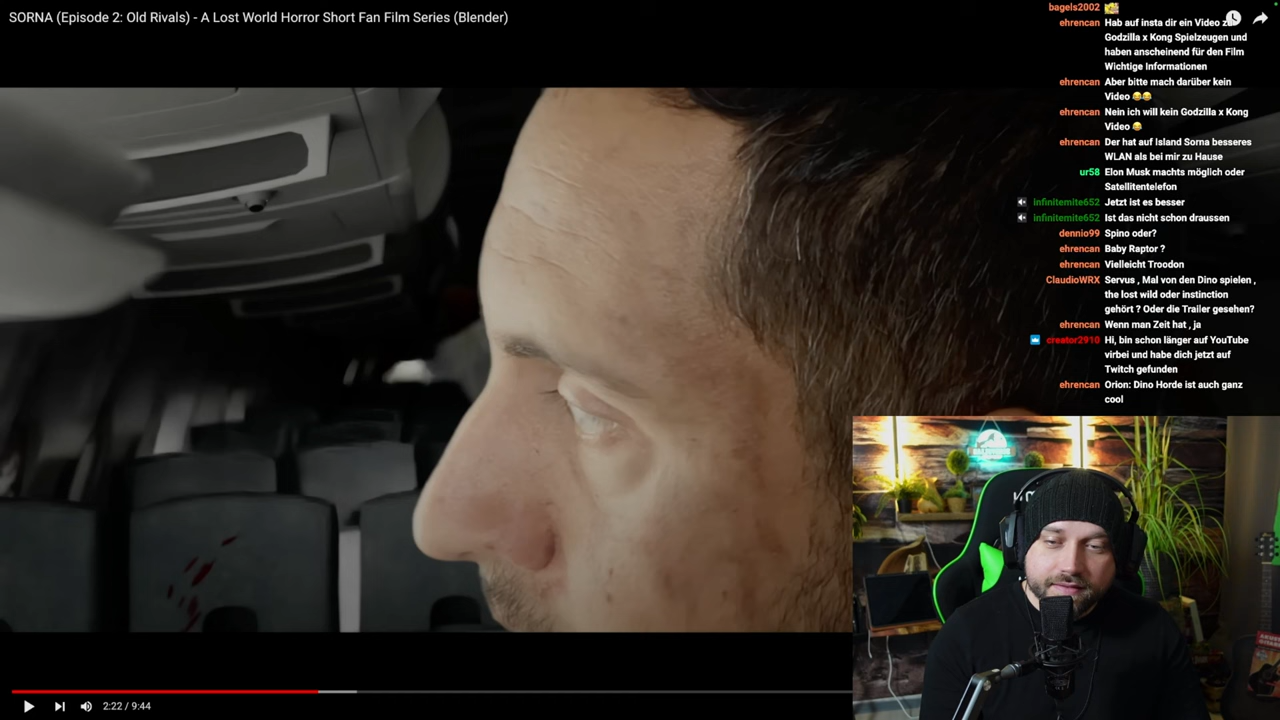 SORNA (Episode 2: Old Rivals) - A Lost World Horror Short Fan Film Series (Blender)
bagels2002
ehrencan Hab auf insta dir ein Video
Godzilla x Kong Spielzeugen und
haben anscheinend für den Film
Wichtige Informationen
ehrencan Aber bitte mach darüber kein
Video 😂😂
ehrencan Nein ich will kein Godzilla x Kong
Video 😂
ehrencan Der hat auf Island Sorna besseres
WLAN als bei mir zu Hause
ur58 Elon Musk machts möglich oder
Satellitentelefon
infinitemite652 Jetzt ist es besser
infinitemite652 Ist das nicht schon draussen
dennio99 Spino oder?
ehrencan Baby Raptor ?
ehrencan Vielleicht Troodon
ClaudioWRX Servus , Mal von den Dino spielen ,
the lost wild oder instinction
gehört ? Oder die Trailer gesehen?
ehrencan Wenn man Zeit hat , ja
creator2910 Hi, bin schon länger auf YouTube
virbei und habe dich jetzt auf
Twitch gefunden
ehrencan Orion: Dino Horde ist auch ganz
cool
2:22 / 9:44